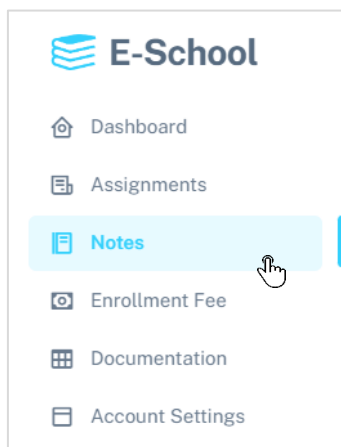 E-School
Dashboard
Assignments
Notes
Enrollment Fee
Documentation
Account Settings